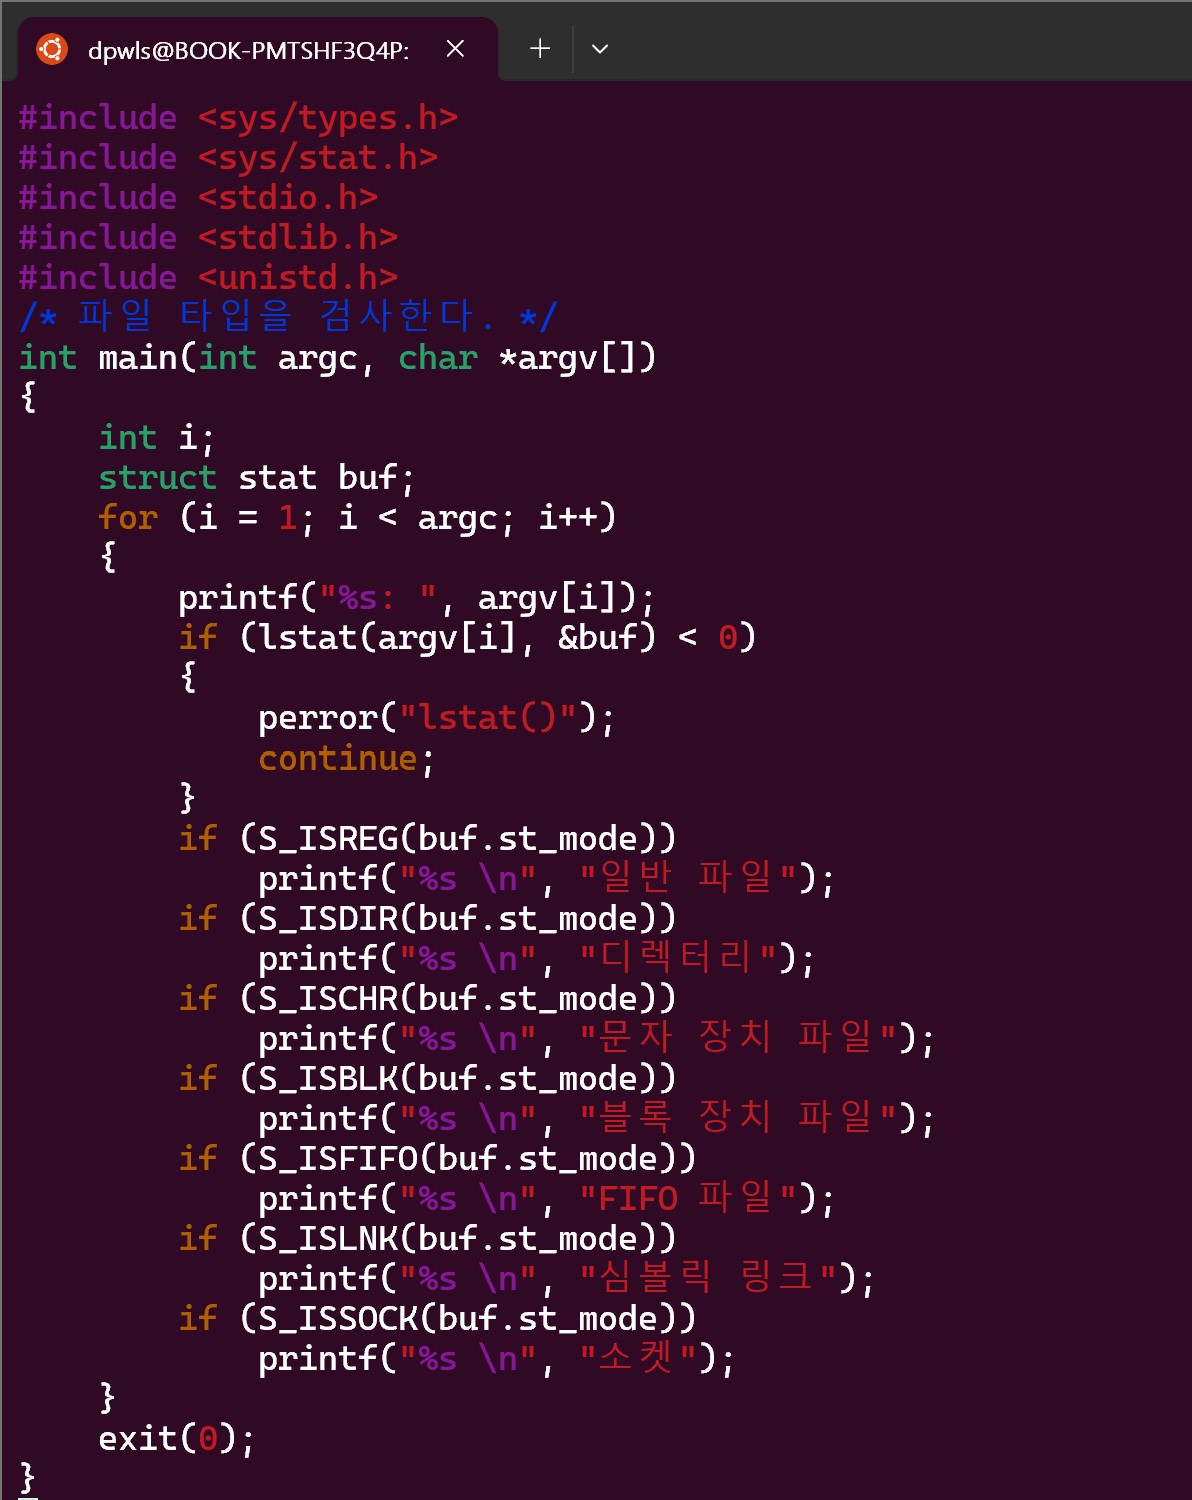 dpwls@BOOK-PMTSHF3Q4P:
#include <sys/types.h>
#include <sys/stat.h>
#include <stdio.h>
#include <stdlib.h>
#include <unistd.h>
/* 파일 타입을 검사한다. */
int main(int argc, char *argv[])
{
    int i;
    struct stat buf;
    for (i = 1; i < argc; i++)
    {
        printf("%s: ", argv[i]);
        if (lstat(argv[i], &buf) < 0)
        {
            perror("lstat()");
            continue;
        }
        if (S_ISREG(buf.st_mode))
            printf("%s \n", "일반 파일");
        if (S_ISDIR(buf.st_mode))
            printf("%s \n", "디렉터리");
        if (S_ISCHR(buf.st_mode))
            printf("%s \n", "문자 장치 파일");
        if (S_ISBLK(buf.st_mode))
            printf("%s \n", "블록 장치 파일");
        if (S_ISFIFO(buf.st_mode))
            printf("%s \n", "FIFO 파일");
        if (S_ISLNK(buf.st_mode))
            printf("%s \n", "심볼릭 링크");
        if (S_ISSOCK(buf.st_mode))
            printf("%s \n", "소켓");
    }
    exit(0);
}